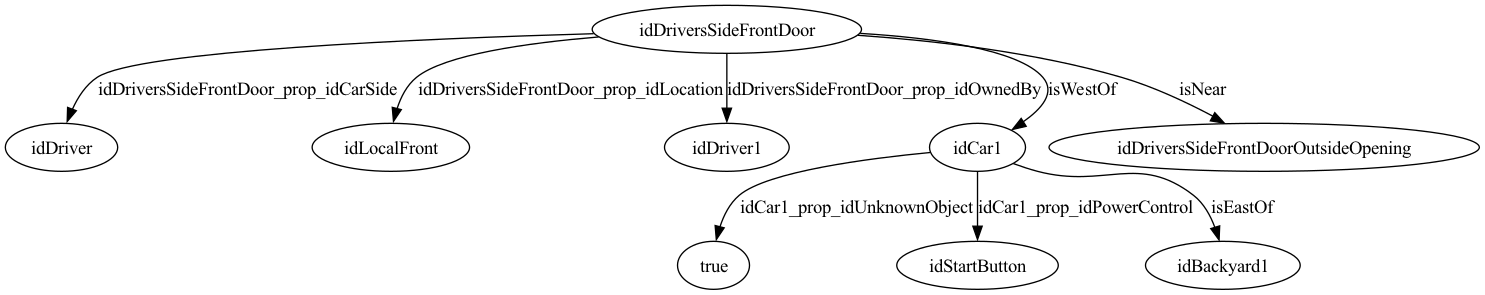 idDriversSideFrontDoor
idDriversSideFrontDoor_prop_idCarSide
idDriversSideFrontDoor_prop_idLocation
idDriversSideFrontDoor_prop_idOwnedBy
isWestOf
isNear
idDriver
idLocalFront
idDriver1
idCar1
idDriversSideFrontDoorOutsideOpening
idCar1_prop_idUnknownObject
idCar1_prop_idPowerControl
isEastOf
true
idStartButton
idBackyard1